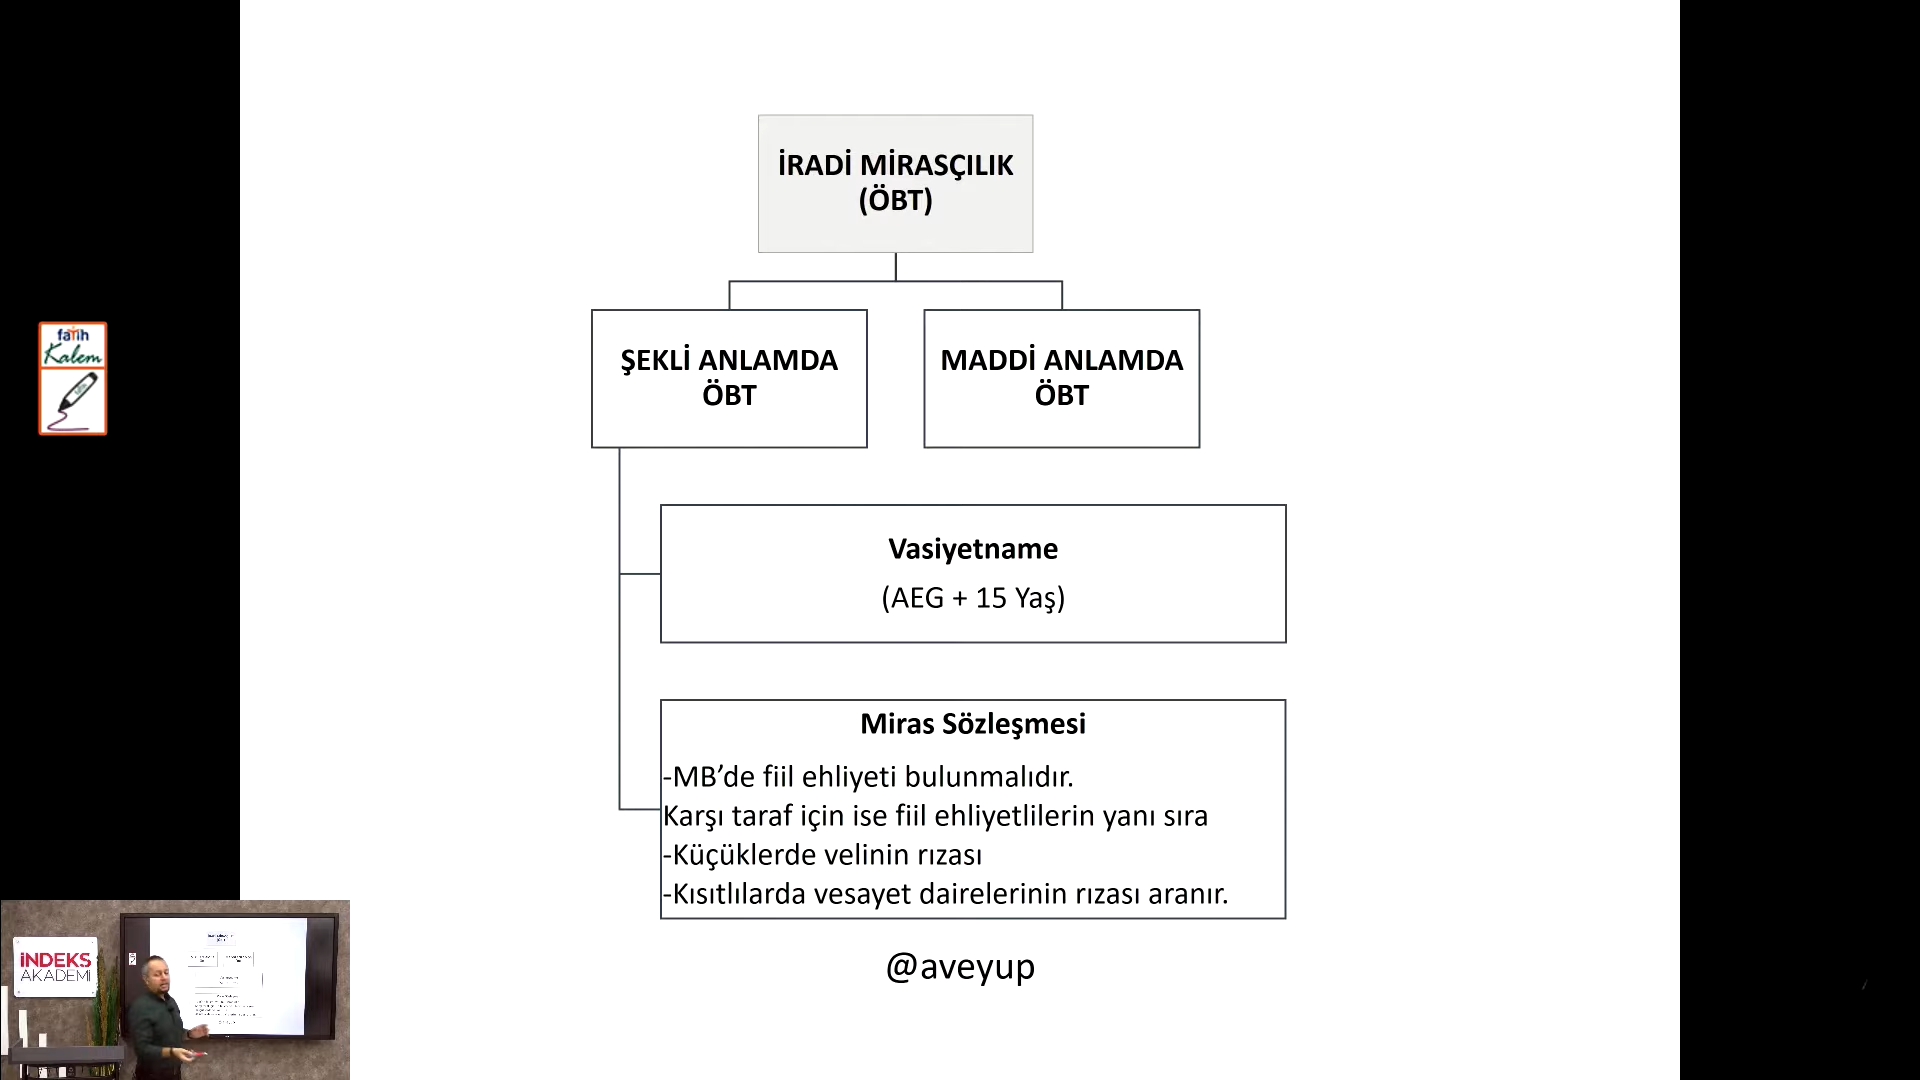 İRADİ MİRASÇILIK
(ÖBT)
ŞEKLİ ANLAMDA
ÖBT
MADDİ ANLAMDA
ÖBT
fatih
Kalem
Vasiyetname
(AEG + 15 Yaş)
Miras Sözleşmesi
-MB’de fiil ehliyeti bulunmalıdır.
Karşı taraf için ise fiil ehliyetlilerin yanı sıra
-Küçüklerde velinin rızası
-Kısıtlılarda vesayet dairelerinin rızası aranır.
@aveyup
İNDEKS
AKADEMİ